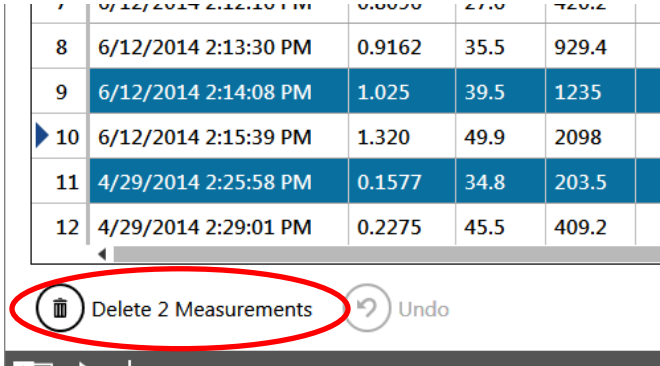 8 6/12/2014 2:13:30 PM 0.9162 35.5 929.4
9 6/12/2014 2:14:08 PM 1.025 39.5 1235
10 6/12/2014 2:15:39 PM 1.320 49.9 2098
11 4/29/2014 2:25:58 PM 0.1577 34.8 203.5
12 4/29/2014 2:29:01 PM 0.2275 45.5 409.2
Delete 2 Measurements Undo